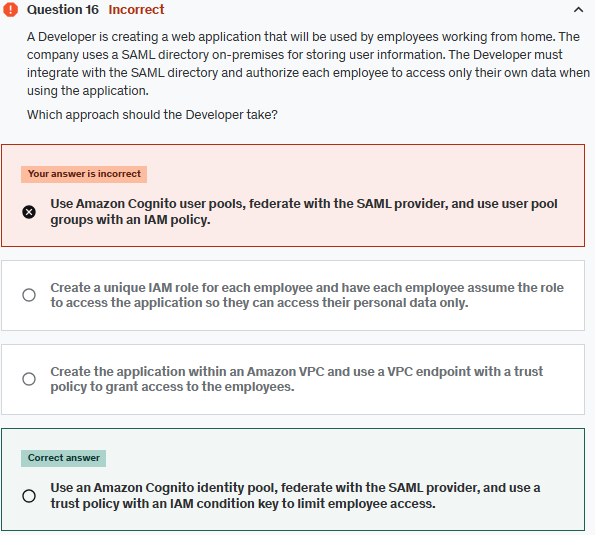 Question 16 Incorrect
A Developer is creating a web application that will be used by employees working from home. The
company uses a SAML directory on-premises for storing user information. The Developer must
integrate with the SAML directory and authorize each employee to access only their own data when
using the application.
Which approach should the Developer take?
Your answer is incorrect
Use Amazon Cognito user pools, federate with the SAML provider, and use user pool
groups with an IAM policy.
Create a unique IAM role for each employee and have each employee assume the role
to access the application so they can access their personal data only.
Create the application within an Amazon VPC and use a VPC endpoint with a trust
policy to grant access to the employees.
Correct answer
Use an Amazon Cognito identity pool, federate with the SAML provider, and use a
trust policy with an IAM condition key to limit employee access.